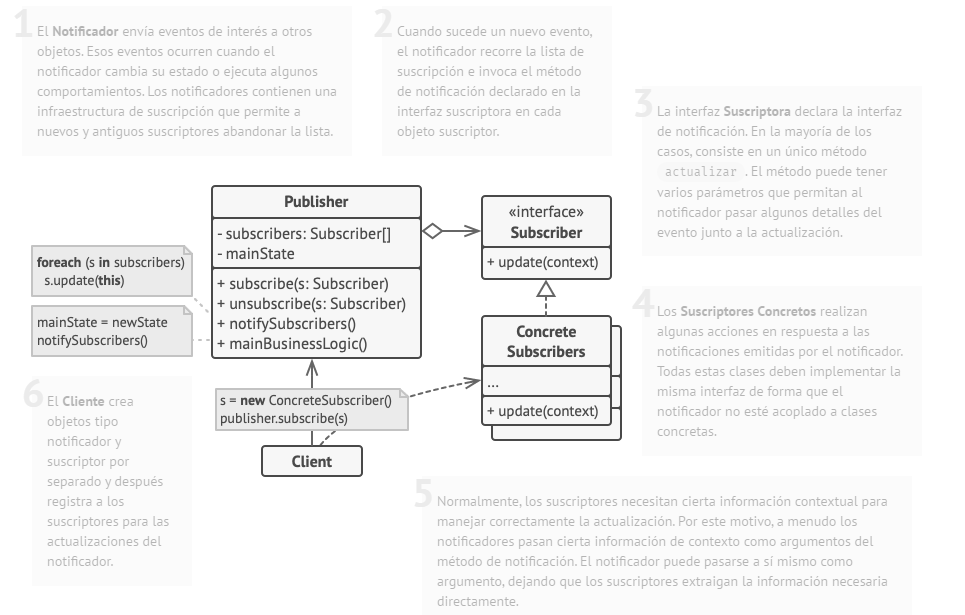 1
El Notificador envía eventos de interés a otros
objetos. Esos eventos ocurren cuando el
notificador cambia su estado o ejecuta algunos
comportamientos. Los notificadores contienen una
infraestructura de suscripción que permite a
nuevos y antiguos suscriptores abandonar la lista.
2
Cuando sucede un nuevo evento,
el notificador recorre la lista de
suscripción e invoca el método
de notificación declarado en la
interfaz suscriptora en cada
objeto suscriptor.
3
La interfaz Suscriptora declara la interfaz
de notificación. En la mayoría de los
casos, consiste en un único método
actualizar . El método puede tener
varios parámetros que permitan al
notificador pasar algunos detalles del
evento junto a la actualización.
Publisher
- subscribers: Subscriber[]
- mainState
+ subscribe(s: Subscriber)
+ unsubscribe(s: Subscriber)
+ notifySubscribers()
+ mainBusinessLogic()
«interface»
Subscriber
+ update(context)
foreach (s in subscribers)
s.update(this)
mainState = newState
notifySubscribers()
Concrete
Subscribers
...
+ update(context)
4
Los Suscriptores Concretos realizan
algunas acciones en respuesta a las
notificaciones emitidas por el notificador.
Todas estas clases deben implementar la
misma interfaz de forma que el
notificador no esté acoplado a clases
concretas.
s = new ConcreteSubscriber()
publisher.subscribe(s)
Client
6
El Cliente crea
objetos tipo
notificador y
suscriptor por
separado y después
registra a los
suscriptores para las
actualizaciones del
notificador.
5
Normalmente, los suscriptores necesitan cierta información contextual para
manejar correctamente la actualización. Por este motivo, a menudo los
notificadores pasan cierta información de contexto como argumentos del
método de notificación. El notificador puede pasarse a sí mismo como
argumento, dejando que los suscriptores extraigan la información necesaria
directamente.